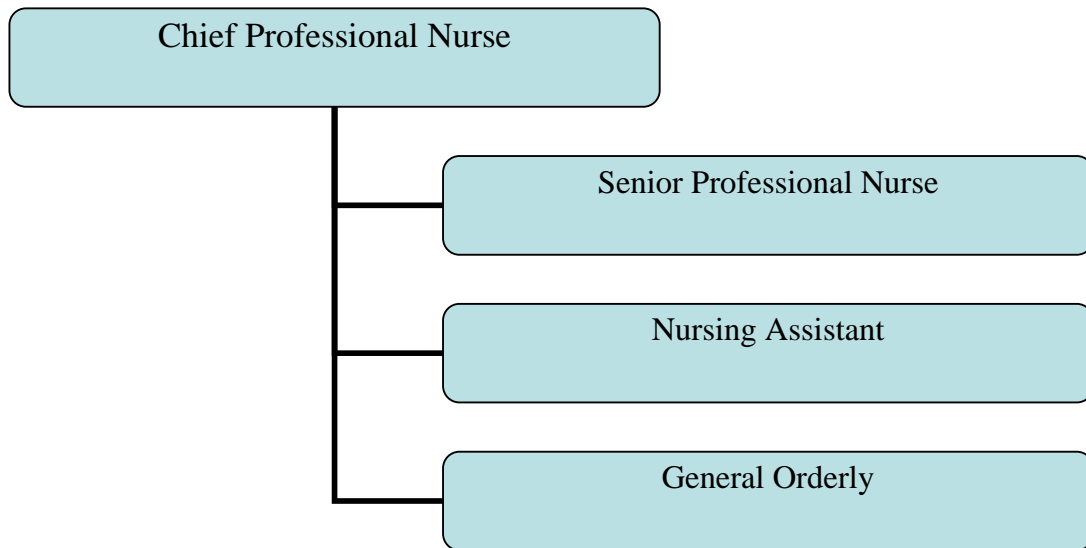 Chief Professional Nurse
Senior Professional Nurse
Nursing Assistant
General Orderly